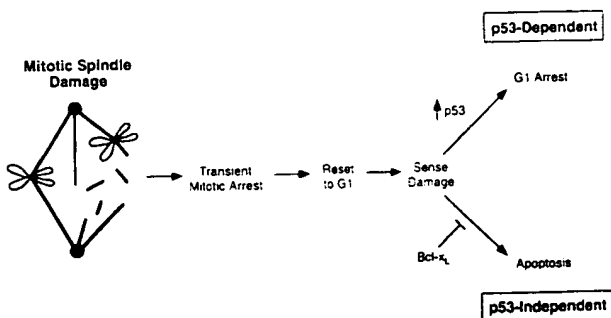 p53-Dependent
Mitotic Spindle
Damage
G1 Arrest
p53
Transient
Mitotic Arrest
Reset
to G1
Sense
Damage
Bcl-xL
Apoptosis
p53-Independent